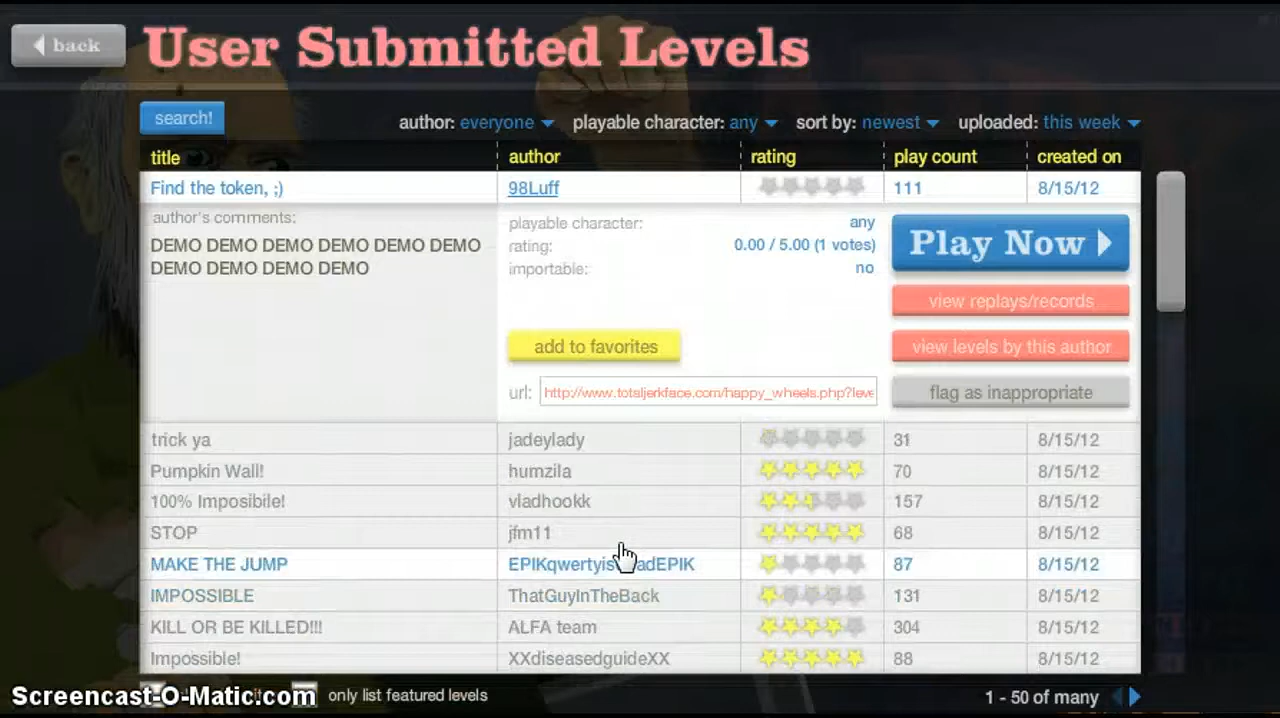 back
User Submitted Levels
search!
author: everyone playable character: any sort by: newest uploaded: this week
title author rating play count created on
Find the token, ;) 98Luff 111 8/15/12
author's comments:
DEMO DEMO DEMO DEMO DEMO DEMO
DEMO DEMO DEMO DEMO
playable character: any
rating: 0.00 / 5.00 (1 votes)
importable: no
add to favorites
url: http://www.totaljerkface.com/happy_wheels.php?leve
Play Now
view replays/records
view levels by this author
flag as inappropriate
trick ya jadeylady 31 8/15/12
Pumpkin Wall! humzila 70 8/15/12
100% Imposibile! vladhookk 157 8/15/12
STOP jfm11 68 8/15/12
MAKE THE JUMP 87 8/15/12
IMPOSSIBLE ThatGuyInTheBack 131 8/15/12
KILL OR BE KILLED!!! ALFA team 304 8/15/12
Impossible! XXdiseasedguideXX 88 8/15/12
Screencast-O-Matic.com only list featured levels 1 - 50 of many